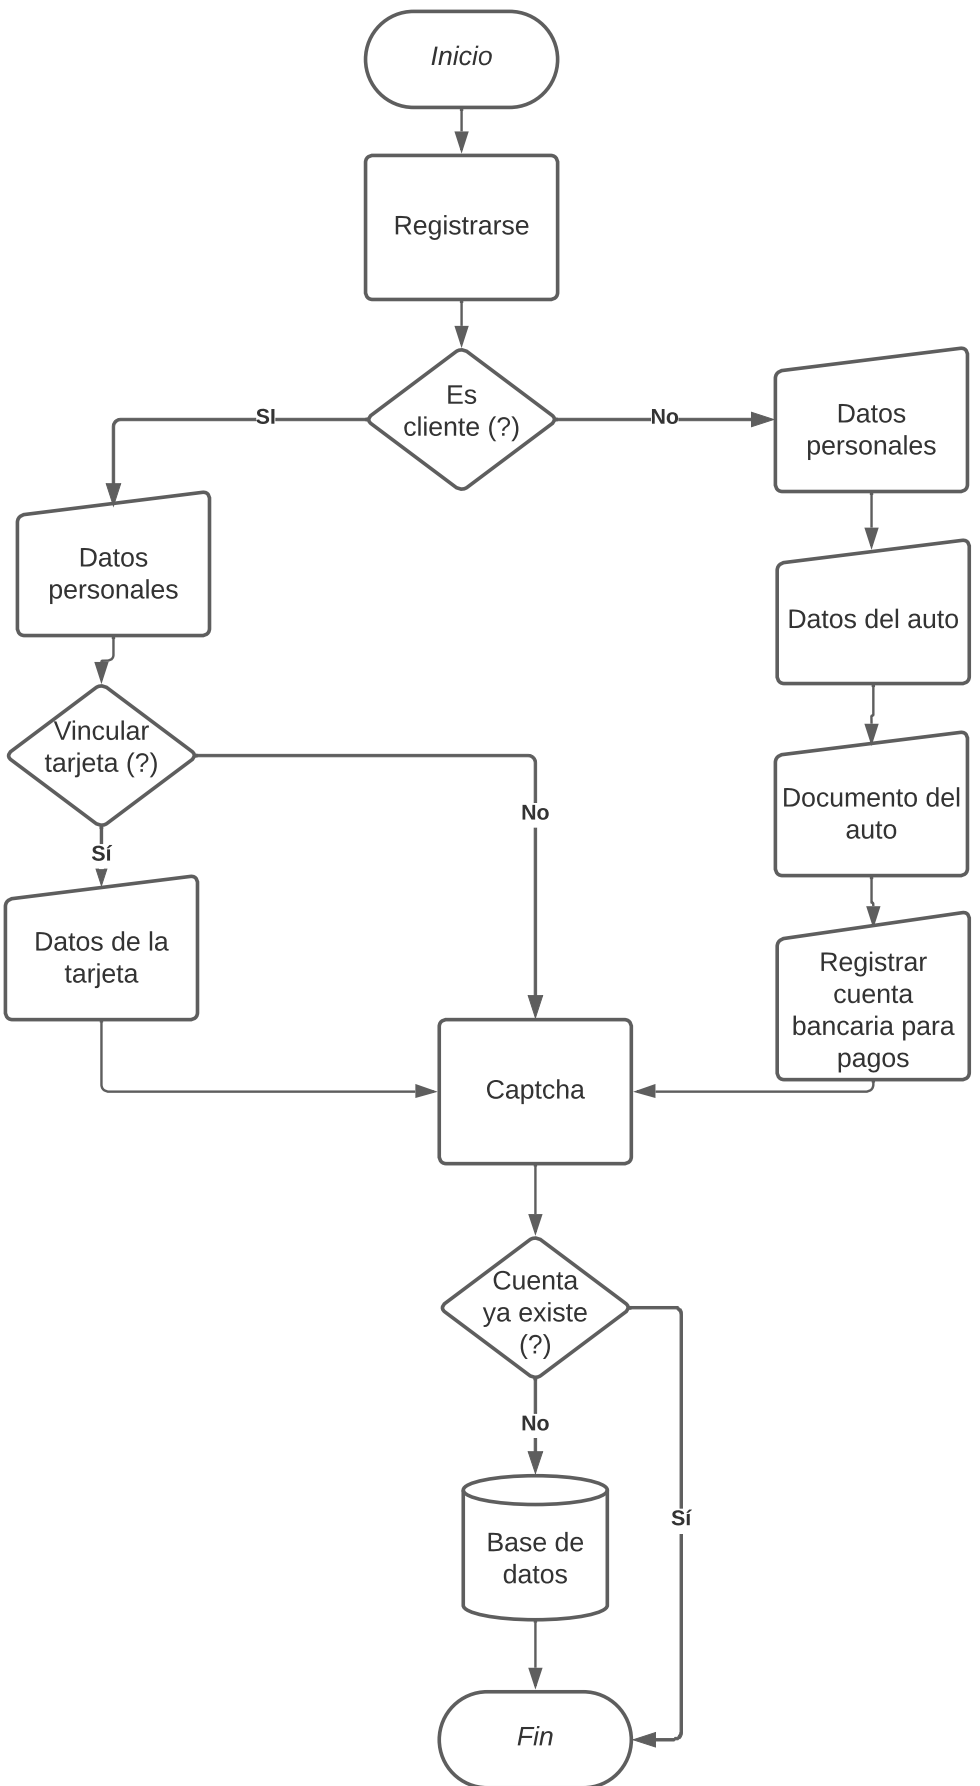 Inicio
Registrarse
Es
cliente (?)
SI
No
Datos
personales
Datos
personales
Datos del auto
Vincular
tarjeta (?)
No
Documento del
auto
Sí
Datos de la
tarjeta
Registrar
cuenta
bancaria para
pagos
Captcha
Cuenta
ya existe
(?)
No
Sí
Base de
datos
Fin